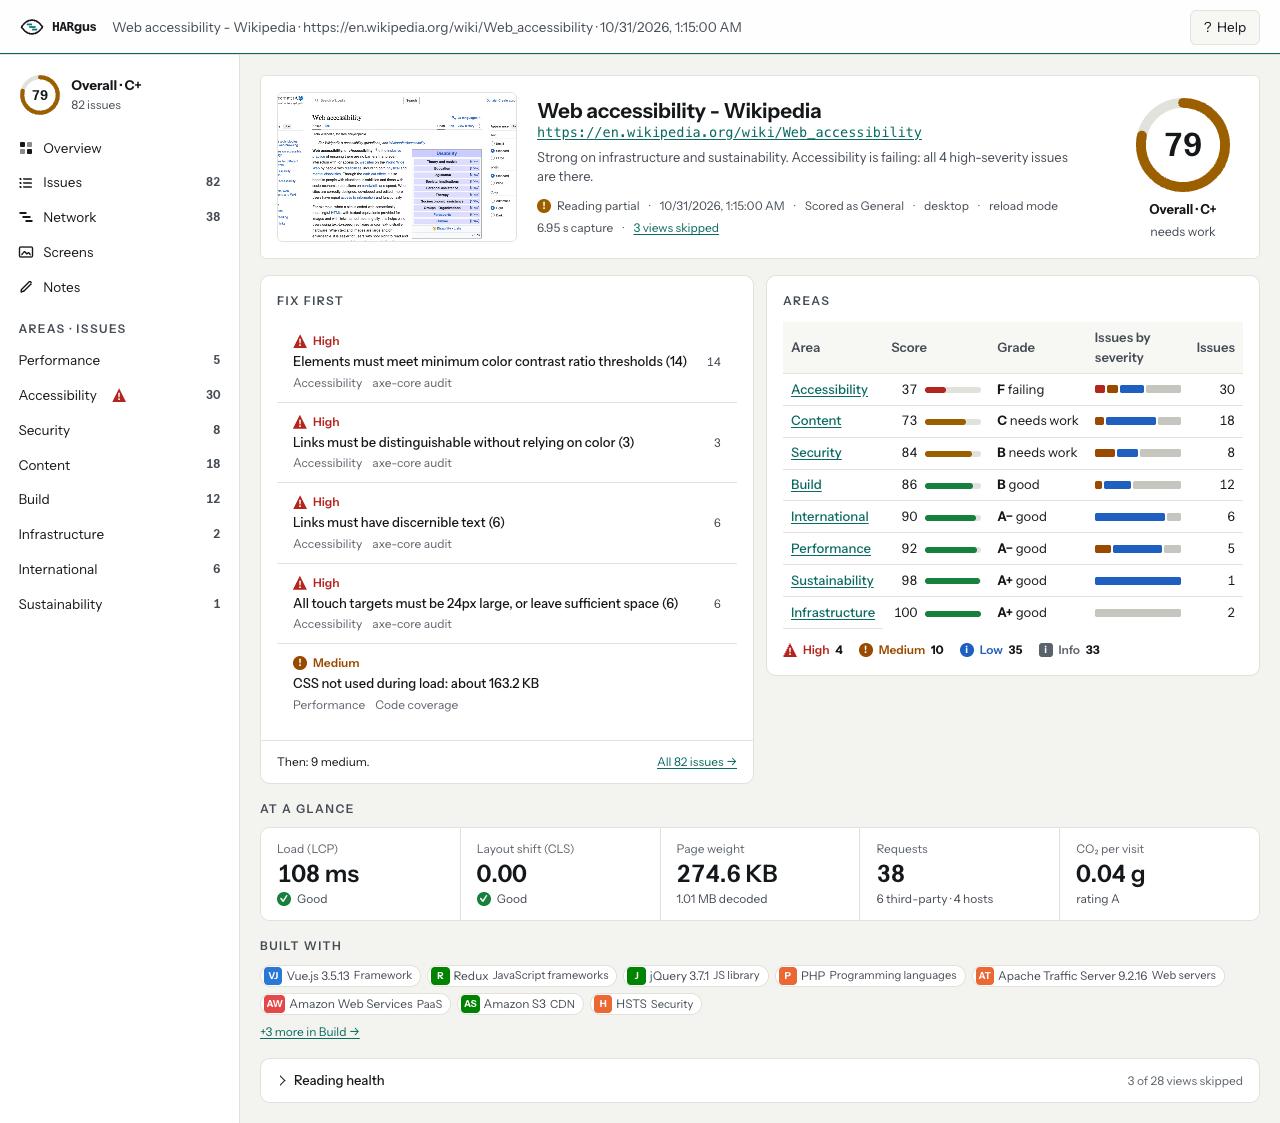 HARgus
Web accessibility - Wikipedia · https://en.wikipedia.org/wiki/Web_accessibility · 10/31/2026, 1:15:00 AM
? Help
79
Overall · C+
82 issues
Overview
Issues 82
Network 38
Screens
Notes
AREAS · ISSUES
Performance 5
Accessibility 30
Security 8
Content 18
Build 12
Infrastructure 2
International 6
Sustainability 1
Web accessibility
Web accessibility - Wikipedia
https://en.wikipedia.org/wiki/Web_accessibility
Strong on infrastructure and sustainability. Accessibility is failing: all 4 high-severity issues
are there.
Reading partial · 10/31/2026, 1:15:00 AM · Scored as General · desktop · reload mode
6.95 s capture · 3 views skipped
79
Overall · C+
needs work
FIX FIRST
High
Elements must meet minimum color contrast ratio thresholds (14) 14
Accessibility axe-core audit
High
Links must be distinguishable without relying on color (3) 3
Accessibility axe-core audit
High
Links must have discernible text (6) 6
Accessibility axe-core audit
High
All touch targets must be 24px large, or leave sufficient space (6) 6
Accessibility axe-core audit
Medium
CSS not used during load: about 163.2 KB
Performance Code coverage
Then: 9 medium.
All 82 issues →
AREAS
Area Score Grade Issues by severity Issues
Accessibility 37 F failing 30
Content 73 C needs work 18
Security 84 B needs work 8
Build 86 B good 12
International 90 A− good 6
Performance 92 A− good 5
Sustainability 98 A+ good 1
Infrastructure 100 A+ good 2
High 4 Medium 10 Low 35 Info 33
AT A GLANCE
Load (LCP)
108 ms
Good
Layout shift (CLS)
0.00
Good
Page weight
274.6 KB
1.01 MB decoded
Requests
38
6 third-party · 4 hosts
CO₂ per visit
0.04 g
rating A
BUILT WITH
VJ Vue.js 3.5.13 Framework R Redux JavaScript frameworks J jQuery 3.7.1 JS library P PHP Programming languages AT Apache Traffic Server 9.2.16 Web servers
AW Amazon Web Services PaaS AS Amazon S3 CDN H HSTS Security
+3 more in Build →
Reading health
3 of 28 views skipped